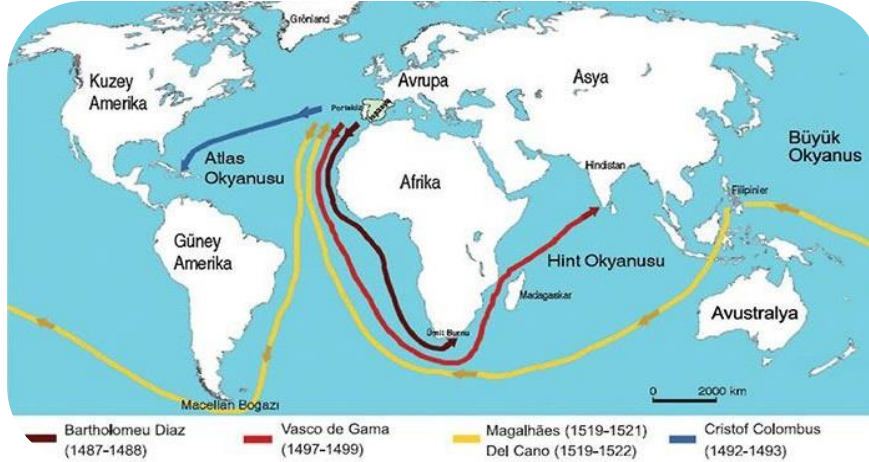 Grönland
Kuzey
Amerika
Avrupa
Asya
Portekiz
Atlas
Okyanusu
Afrika
Hindistan
Büyük
Okyanus
Filipinler
Güney
Amerika
Hint Okyanusu
Madagaskar
Avustralya
Ümit Burnu
Macellan Boğazı
0 2000 km
Bartholomeu Diaz
(1487-1488)
Vasco de Gama
(1497-1499)
Magalhães (1519-1521)
Del Cano (1519-1522)
Cristof Colombus
(1492-1493)